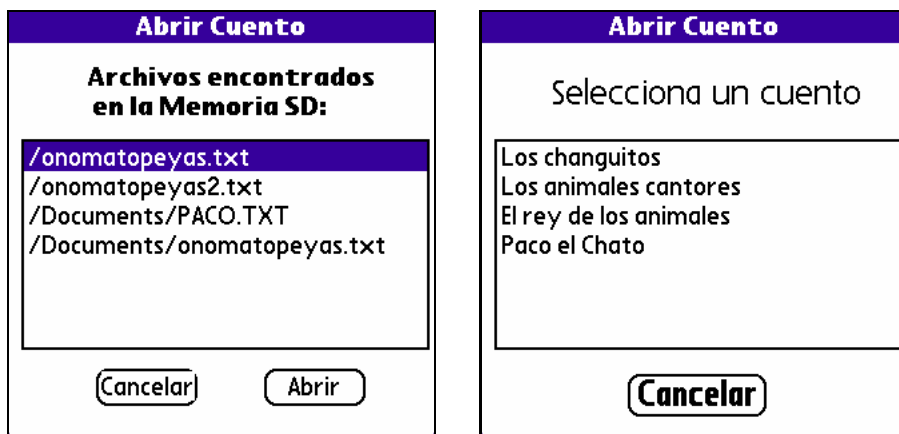 Abrir Cuento
Archivos encontrados
en la Memoria SD:
/onomatopeyas.txt
/onomatopeyas2.txt
/Documents/PACO.TXT
/Documents/onomatopeyas.txt
Cancelar
Abrir
Abrir Cuento
Selecciona un cuento
Los changuitos
Los animales cantores
El rey de los animales
Paco el Chato
Cancelar